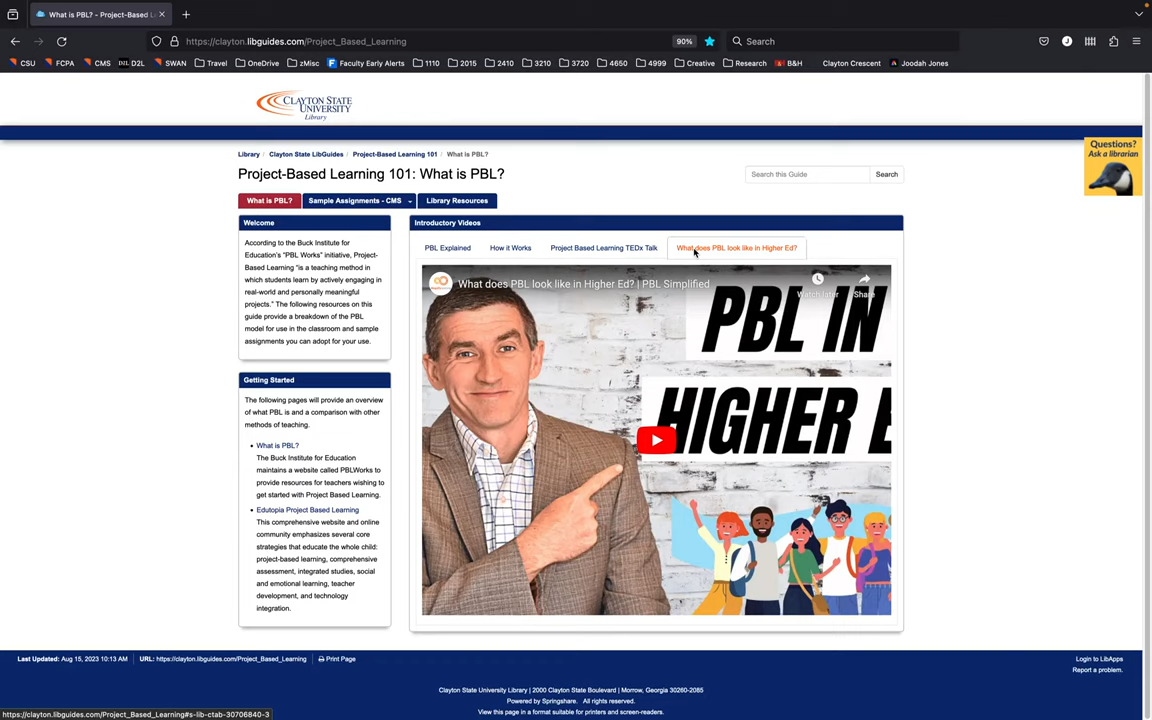 What is PBL? - Project-Based L
https://clayton.libguides.com/Project_Based_Learning
90%
Search
CSU
FCPA
CMS
D2L
D2L
SWAN
Travel
OneDrive
zMisc
Faculty Early Alerts
1110
2015
2410
3210
3720
4650
4999
Creative
Research
B&H
Clayton Crescent
Joodah Jones
CLAYTON STATE
UNIVERSITY
Library
Questions?
Ask a librarian
Library / Clayton State LibGuides / Project-Based Learning 101 / What is PBL?
Project-Based Learning 101: What is PBL?
Search this Guide
Search
What is PBL?
Sample Assignments - CMS
Library Resources
Welcome
According to the Buck Institute for
Education's "PBL Works" initiative, Project-
Based Learning "is a teaching method in
which students learn by actively engaging in
real-world and personally meaningful
projects." The following resources on this
guide provide a breakdown of the PBL
model for use in the classroom and sample
assignments you can adopt for your use.
Getting Started
The following pages will provide an overview
of what PBL is and a comparison with other
methods of teaching.
What is PBL?
The Buck Institute for Education
maintains a website called PBLWorks to
provide resources for teachers wishing to
get started with Project Based Learning.
Edutopia Project Based Learning
This comprehensive website and online
community emphasizes several core
strategies that educate the whole child:
project-based learning, comprehensive
assessment, integrated studies, social
and emotional learning, teacher
development, and technology
integration.
Introductory Videos
PBL Explained
How it Works
Project Based Learning TEDx Talk
What does PBL look like in Higher Ed?
What does PBL look like in Higher Ed? | PBL Simplified
Watch later
Share
PBL IN
HIGHER E
Last Updated: Aug 15, 2023 10:13 AM
URL: https://clayton.libguides.com/Project_Based_Learning
Print Page
Login to LibApps
Report a problem.
Clayton State University Library | 2000 Clayton State Boulevard | Morrow, Georgia 30260-2085
Powered by Springshare. All rights reserved.
View this page in a format suitable for printers and screen-readers.
https://clayton.libguides.com/Project_Based_Learning#s-lib-ctab-30706840-3